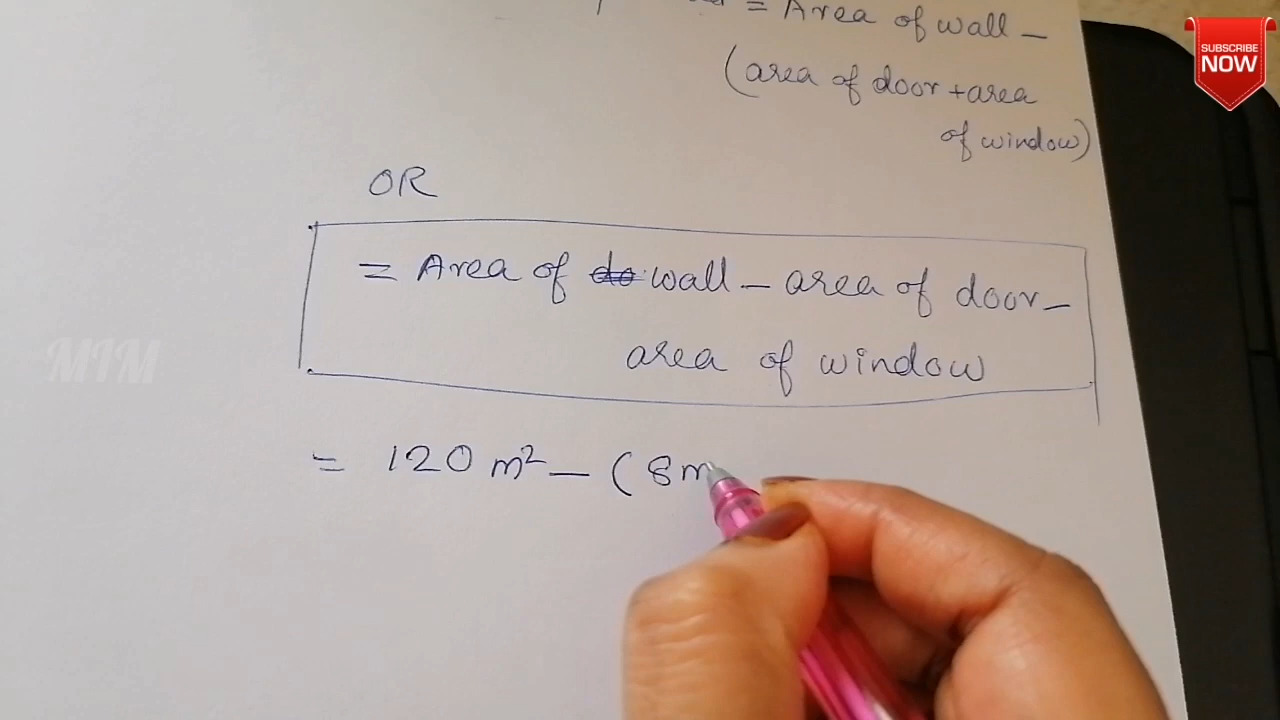 = Area of wall –
(area of door + area
of window)
OR
= Area of do wall – area of door –
area of window
= 120 m² – ( 8m
SUBSCRIBE
NOW
MIM